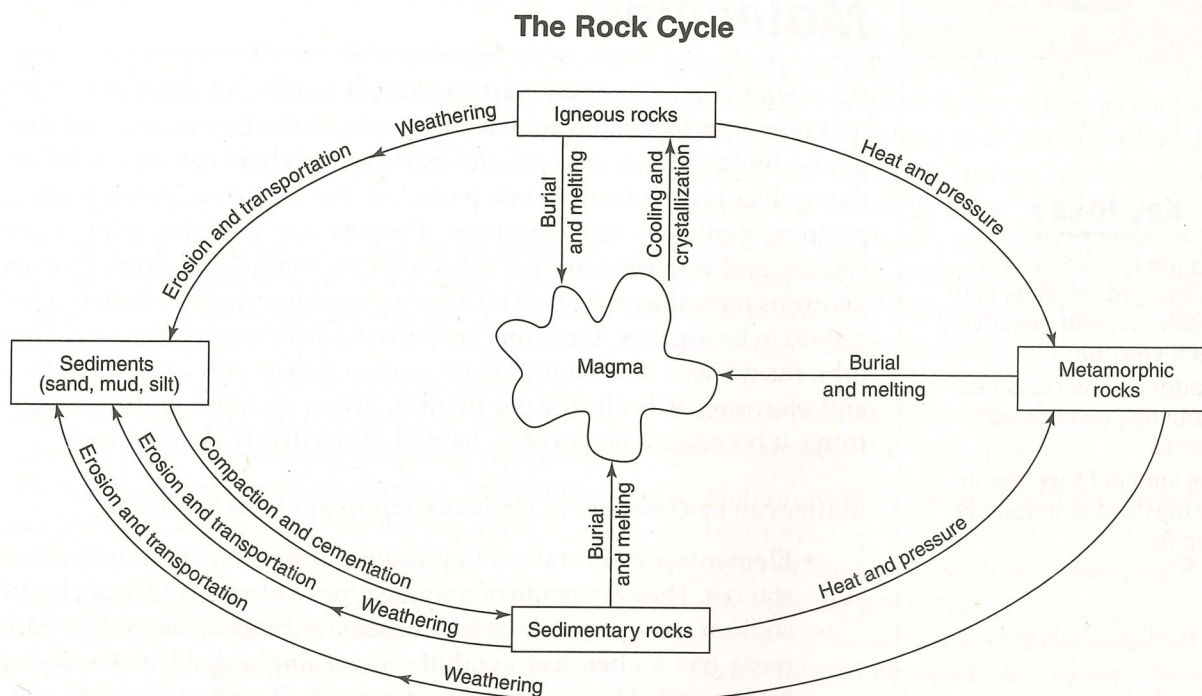 The Rock Cycle
Igneous rocks
Weathering
Erosion and transportation
Burial
and melting
Cooling and
crystallization
Heat and pressure
Sediments
(sand, mud, silt)
Magma
Burial
and melting
Metamorphic
rocks
Compaction and cementation
Erosion and transportation
Erosion and transportation
Burial
and melting
Heat and pressure
Weathering
Sedimentary rocks
Weathering